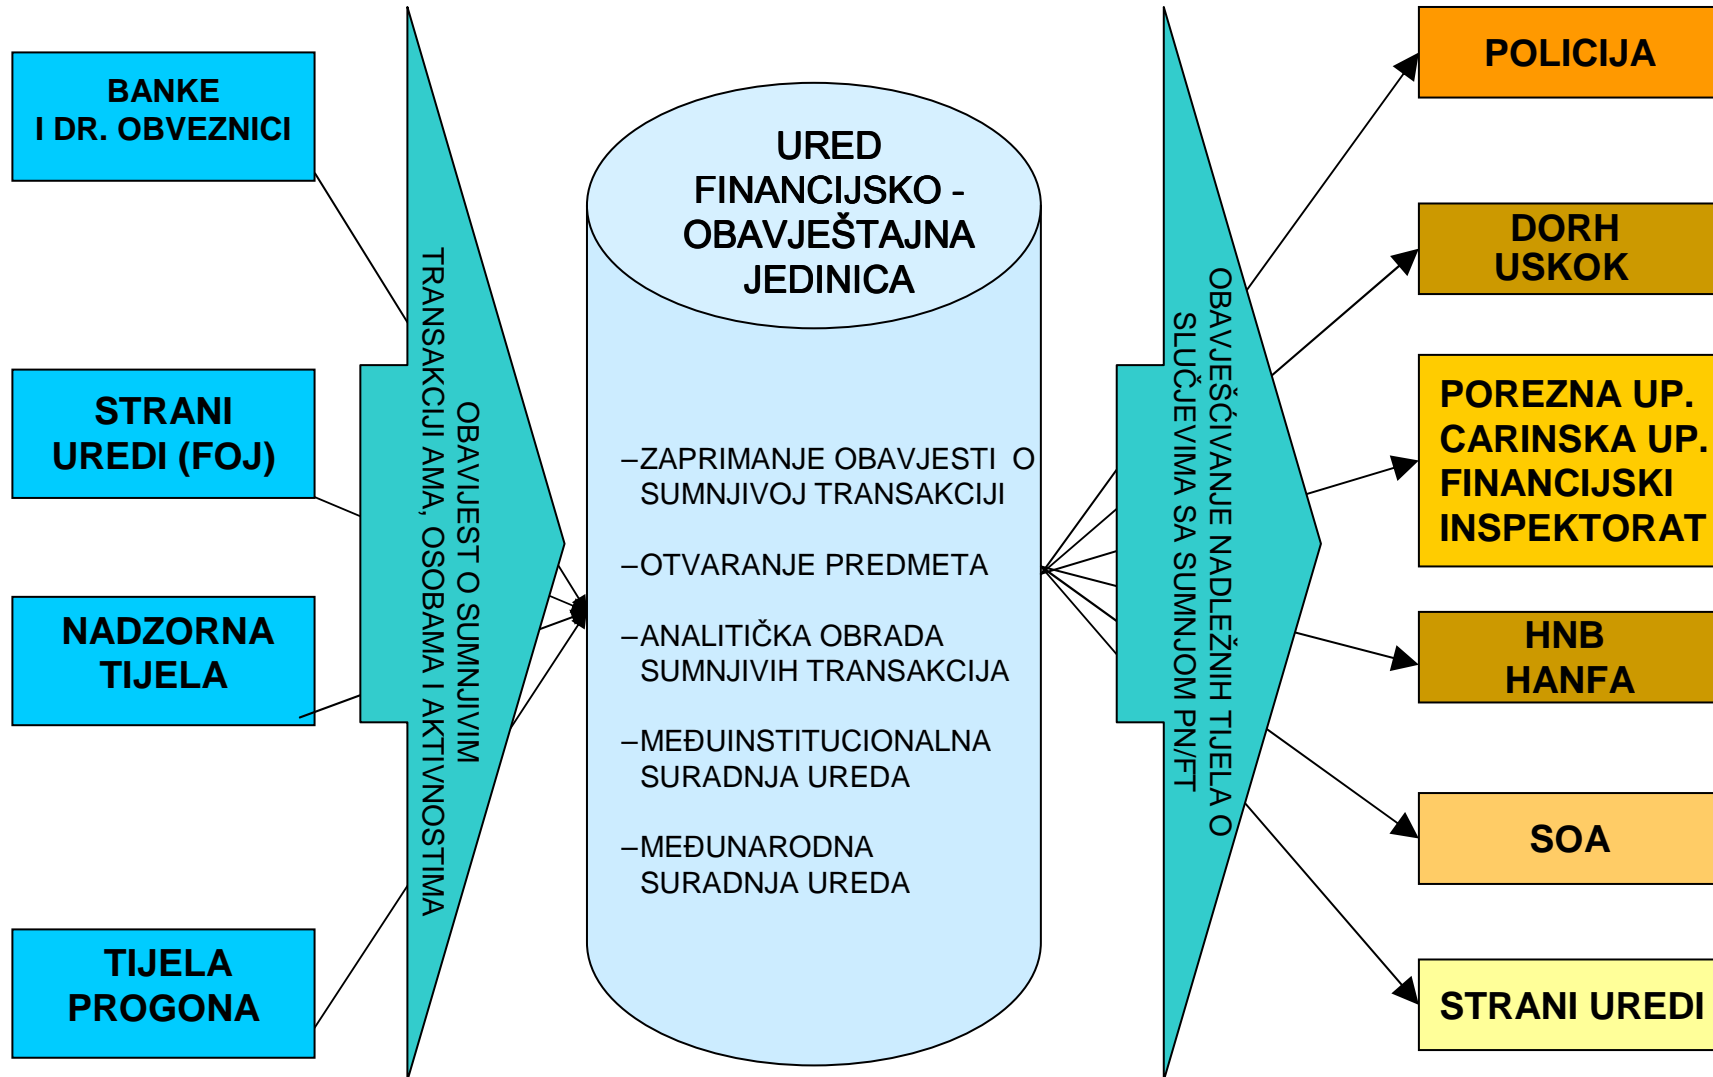 BANKE
I DR. OBVEZNICI
STRANI
UREDI (FOJ)
NADZORNA
TIJELA
TIJELA
PROGONA
OBAVIJEST O SUMNJIVIM
TRANSAKCIJI AMA, OSOBAMA I AKTIVNOSTIMA
URED
FINANCIJSKO -
OBAVJEŠTAJNA
JEDINICA
–ZAPRIMANJE OBAVJESTI O
SUMNJIVOJ TRANSAKCIJI
–OTVARANJE PREDMETA
–ANALITIČKA OBRADA
SUMNJIVIH TRANSAKCIJA
–MEĐUINSTITUCIONALNA
SURADNJA UREDA
–MEĐUNARODNA
SURADNJA UREDA
OBAVJEŠĆIVANJE NADLEŽNIH TIJELA O
SLUČJEVIMA SA SUMNJOM PN/FT
POLICIJA
DORH
USKOK
POREZNA UP.
CARINSKA UP.
FINANCIJSKI
INSPEKTORAT
HNB
HANFA
SOA
STRANI UREDI